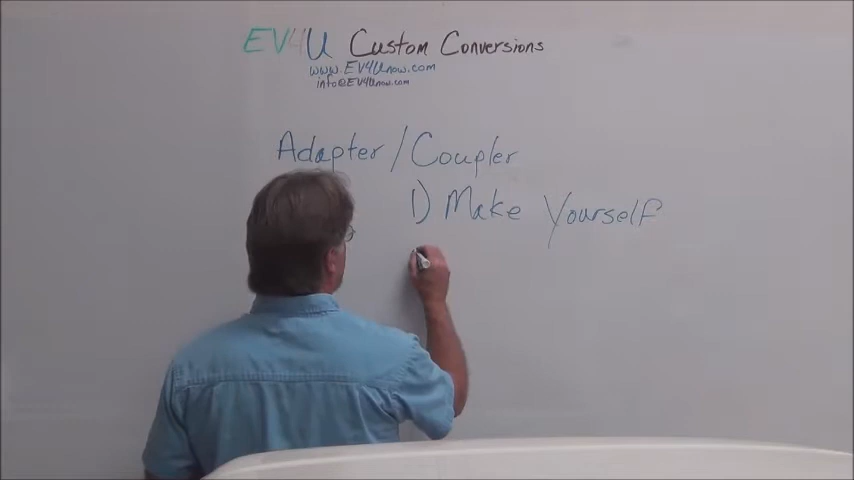 EV4U Custom Conversions
www.EV4Unow.com
info@EV4Unow.com
Adapter/Coupler
1) Make Yourself